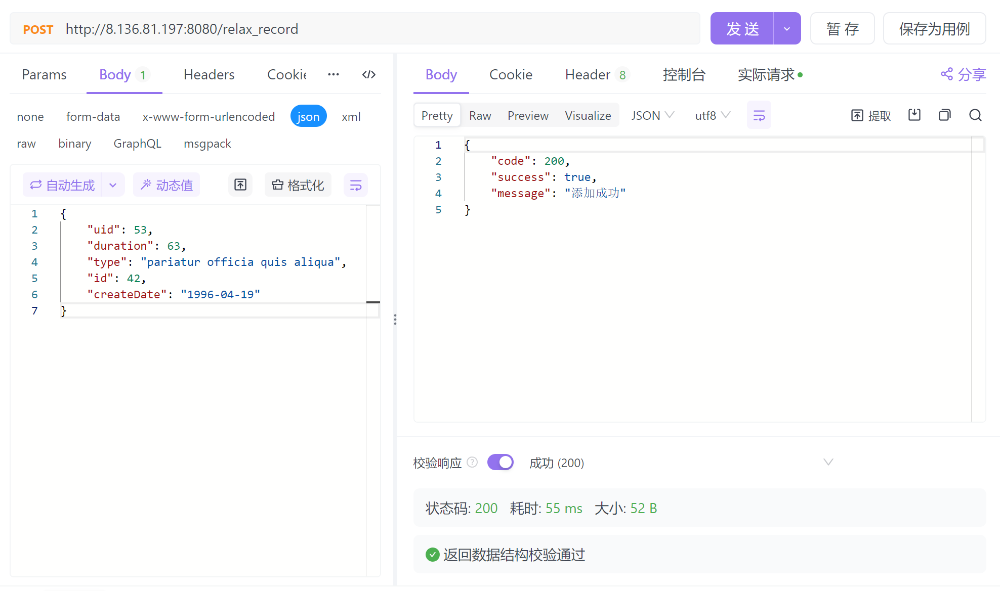 POST http://8.136.81.197:8080/relax_record 发 送 暂 存 保存为用例
Params Body 1 Headers Cookie ··· </>
none form-data x-www-form-urlencoded json xml
raw binary GraphQL msgpack
自动生成 动态值 格式化
1 {
2 "uid": 53,
3 "duration": 63,
4 "type": "pariatur officia quis aliqua",
5 "id": 42,
6 "createDate": "1996-04-19"
7 }
Body Cookie Header 8 控制台 实际请求 分享
Pretty Raw Preview Visualize JSON utf8 提取
1 {
2 "code": 200,
3 "success": true,
4 "message": "添加成功"
5 }
校验响应 ? 成功 (200)
状态码: 200 耗时: 55 ms 大小: 52 B
返回数据结构校验通过